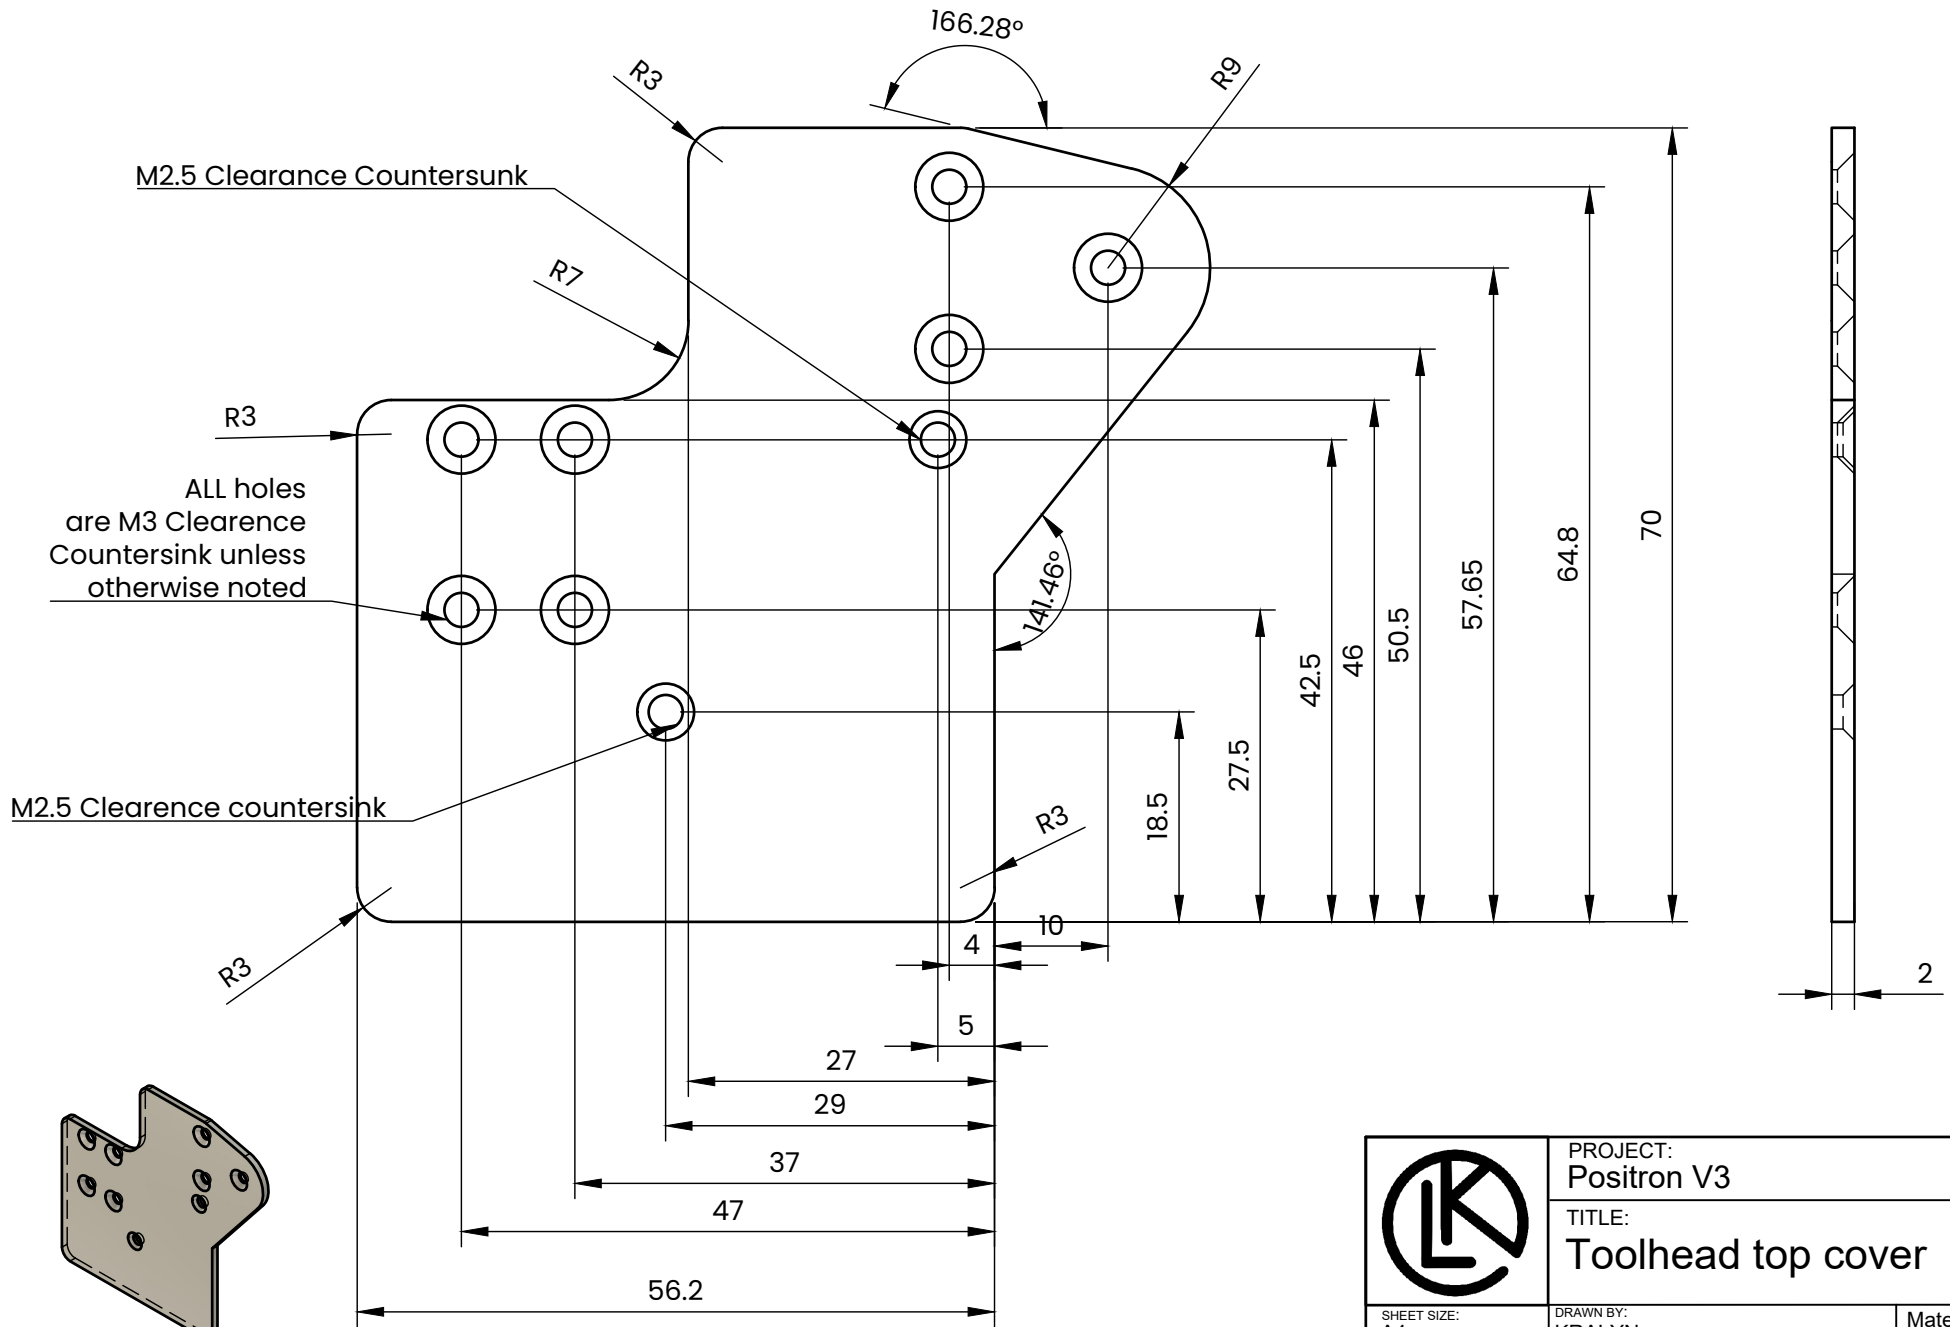 166.28°
R3
R9
M2.5 Clearance Countersunk
R7
R3
ALL holes
are M3 Clearence
Countersink unless
otherwise noted
141.46°
70
64.8
57.65
50.5
46
42.5
27.5
18.5
M2.5 Clearence countersink
R3
R3
10
4
5
2
27
29
37
47
56.2
LK
PROJECT:
Positron V3
TITLE:
Toolhead top cover
SHEET SIZE:
DRAWN BY: